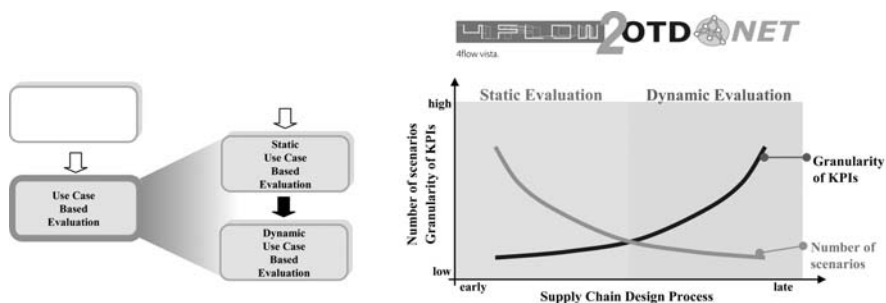 Use Case
Based
Evaluation
Static
Use Case
Based
Evaluation
Dynamic
Use Case
Based
Evaluation
4FLOW2OTD NET
4flow vista.
high
Static Evaluation
Dynamic Evaluation
Number of scenarios
Granularity of KPIs
Granularity
of KPIs
Number of
scenarios
low
early
late
Supply Chain Design Process